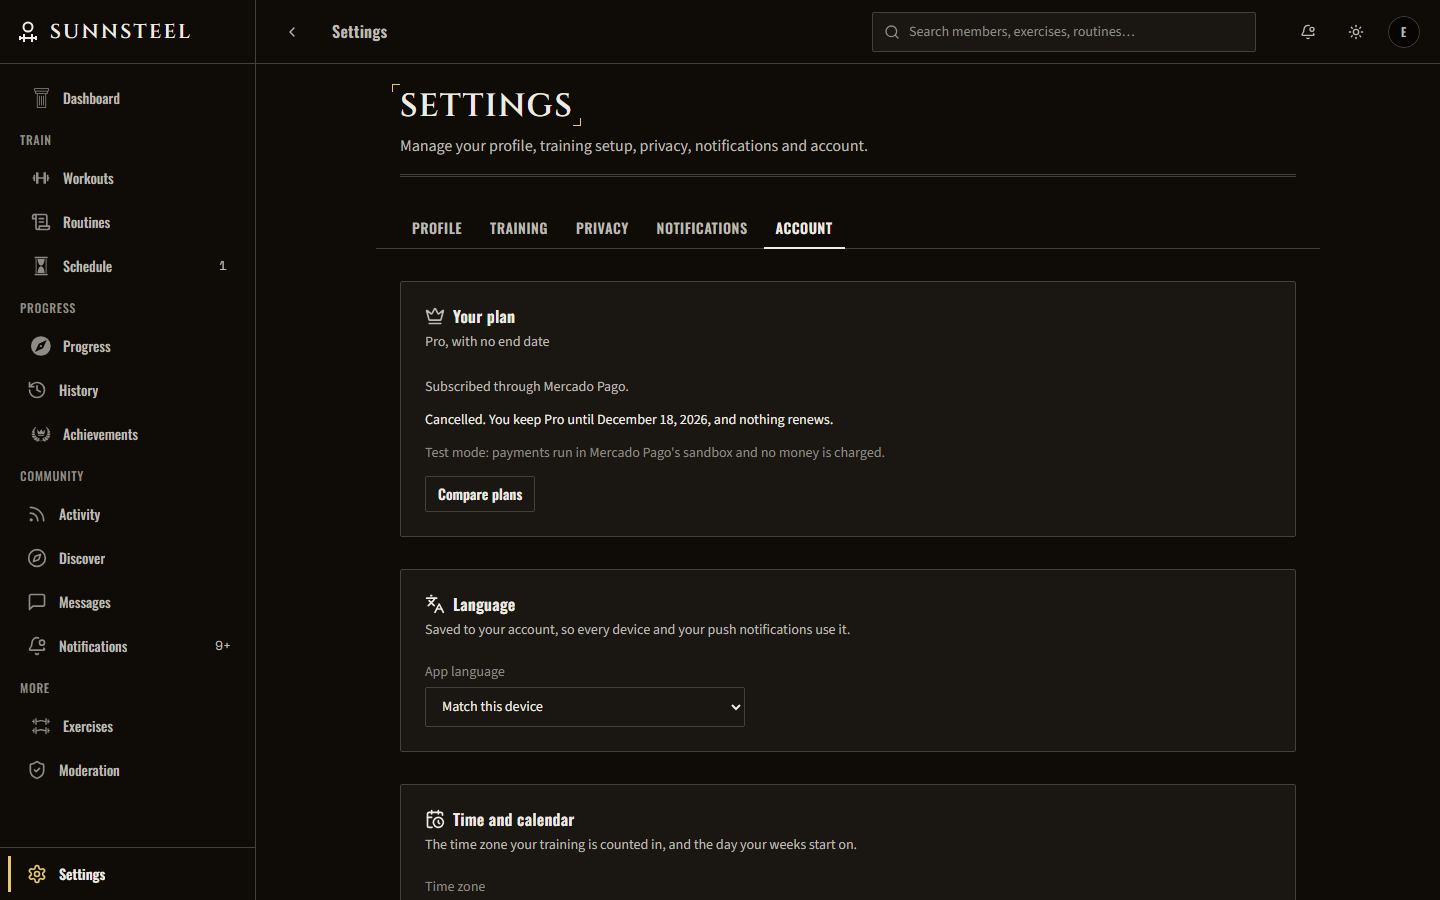 SUNNSTEEL
Settings
Search members, exercises, routines…
E
Dashboard
TRAIN
Workouts
Routines
Schedule 1
PROGRESS
Progress
History
Achievements
COMMUNITY
Activity
Discover
Messages
Notifications 9+
MORE
Exercises
Moderation
Settings
SETTINGS
Manage your profile, training setup, privacy, notifications and account.
PROFILE TRAINING PRIVACY NOTIFICATIONS ACCOUNT
Your plan
Pro, with no end date
Subscribed through Mercado Pago.
Cancelled. You keep Pro until December 18, 2026, and nothing renews.
Test mode: payments run in Mercado Pago's sandbox and no money is charged.
Compare plans
Language
Saved to your account, so every device and your push notifications use it.
App language
Match this device
Time and calendar
The time zone your training is counted in, and the day your weeks start on.
Time zone